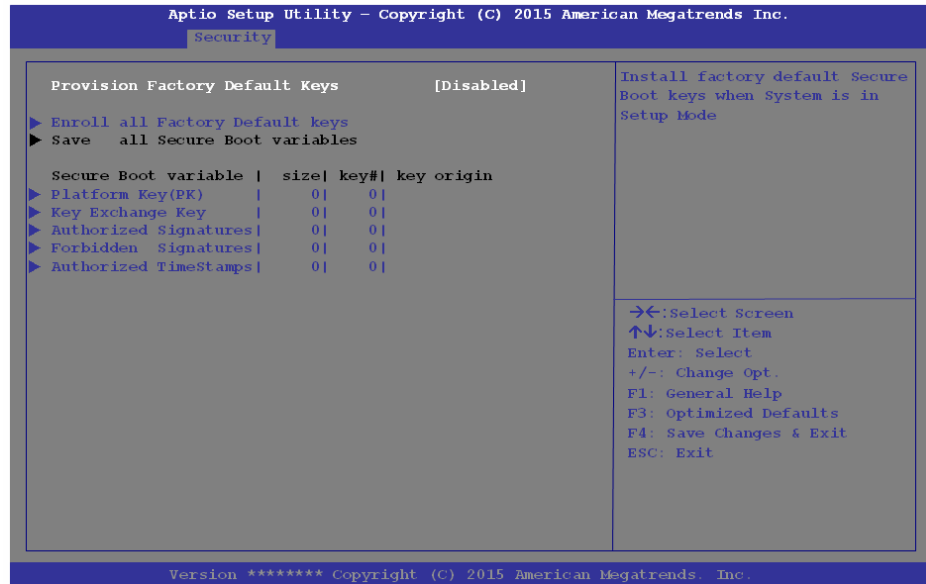 Aptio Setup Utility – Copyright (C) 2015 American Megatrends Inc.
Security
Provision Factory Default Keys [Disabled]
▶ Enroll all Factory Default keys
▶ Save all Secure Boot variables
Secure Boot variable | size| key#| key origin
▶ Platform Key(PK) | 0| 0|
▶ Key Exchange Key | 0| 0|
▶ Authorized Signatures| 0| 0|
▶ Forbidden Signatures| 0| 0|
▶ Authorized TimeStamps| 0| 0|
Install factory default Secure
Boot keys when System is in
Setup Mode
→←:Select Screen
↑↓:Select Item
Enter: Select
+/-: Change Opt.
F1: General Help
F3: Optimized Defaults
F4: Save Changes & Exit
ESC: Exit
Version ******** Copyright (C) 2015 American Megatrends. Inc.